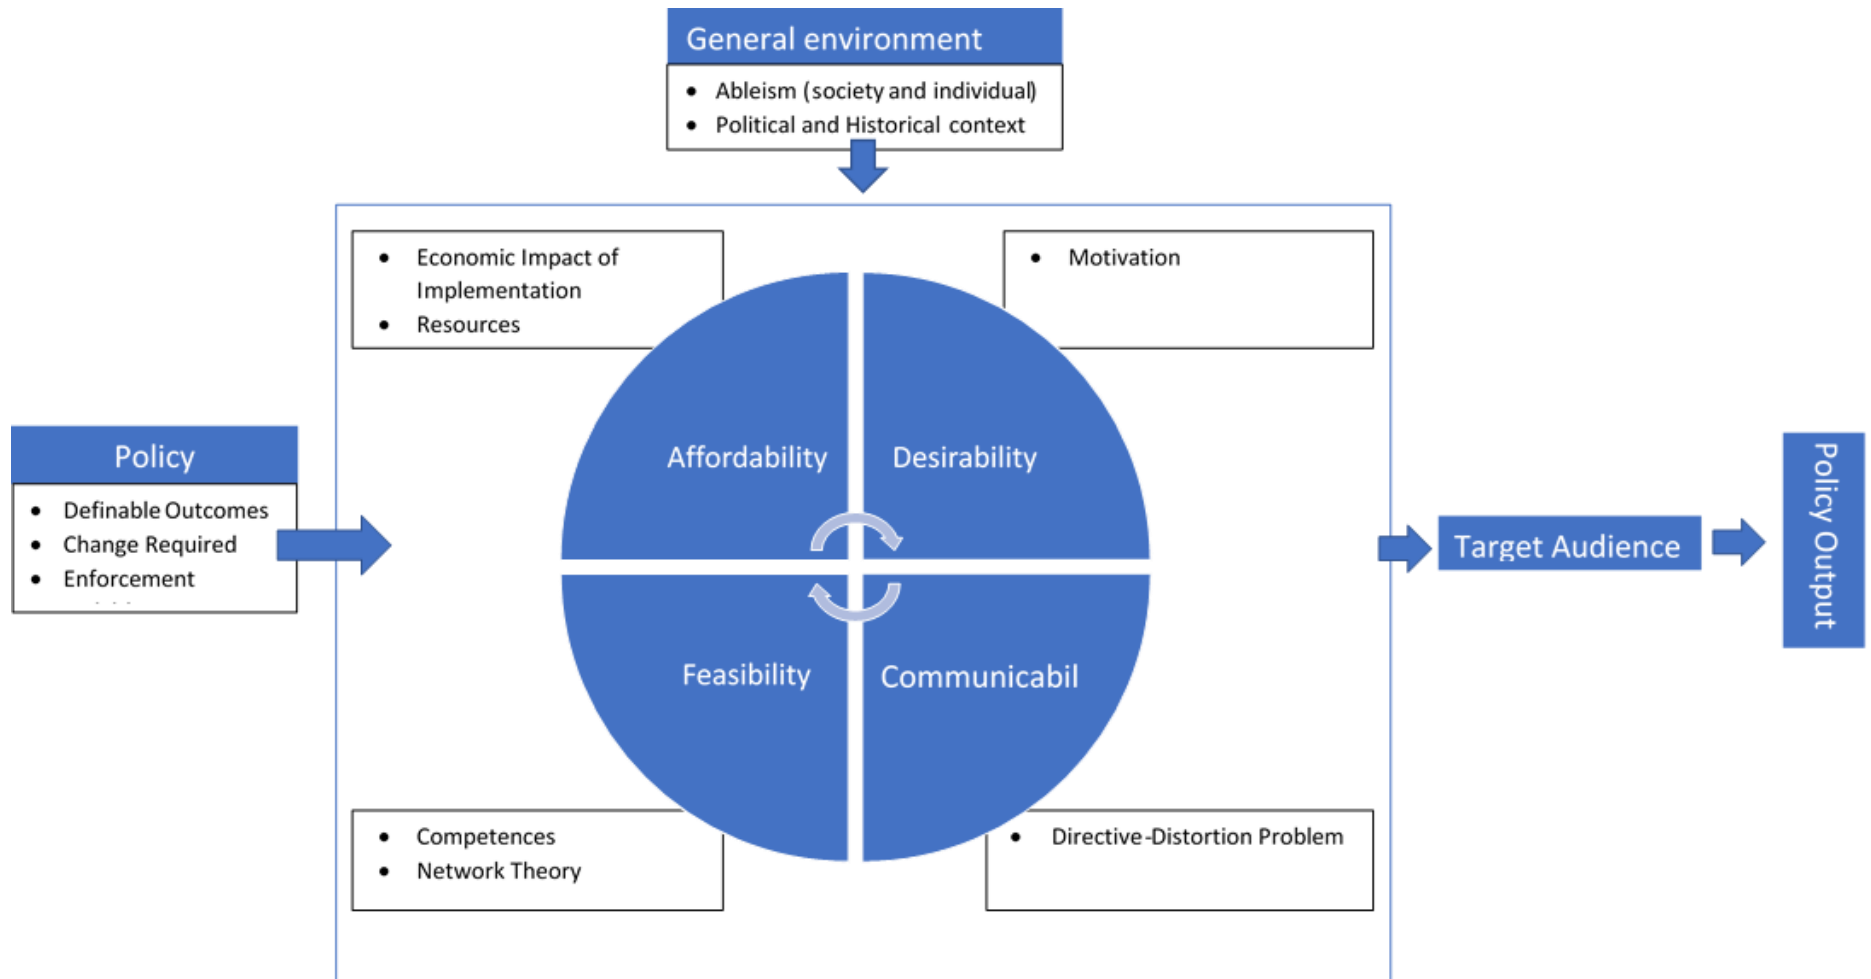 General environment
• Ableism (society and individual)
• Political and Historical context
• Economic Impact of
Implementation
• Resources
• Motivation
Affordability
Desirability
Policy
• Definable Outcomes
• Change Required
• Enforcement
Target Audience
Policy Output
Feasibility
Communicabil
• Competences
• Network Theory
• Directive-Distortion Problem